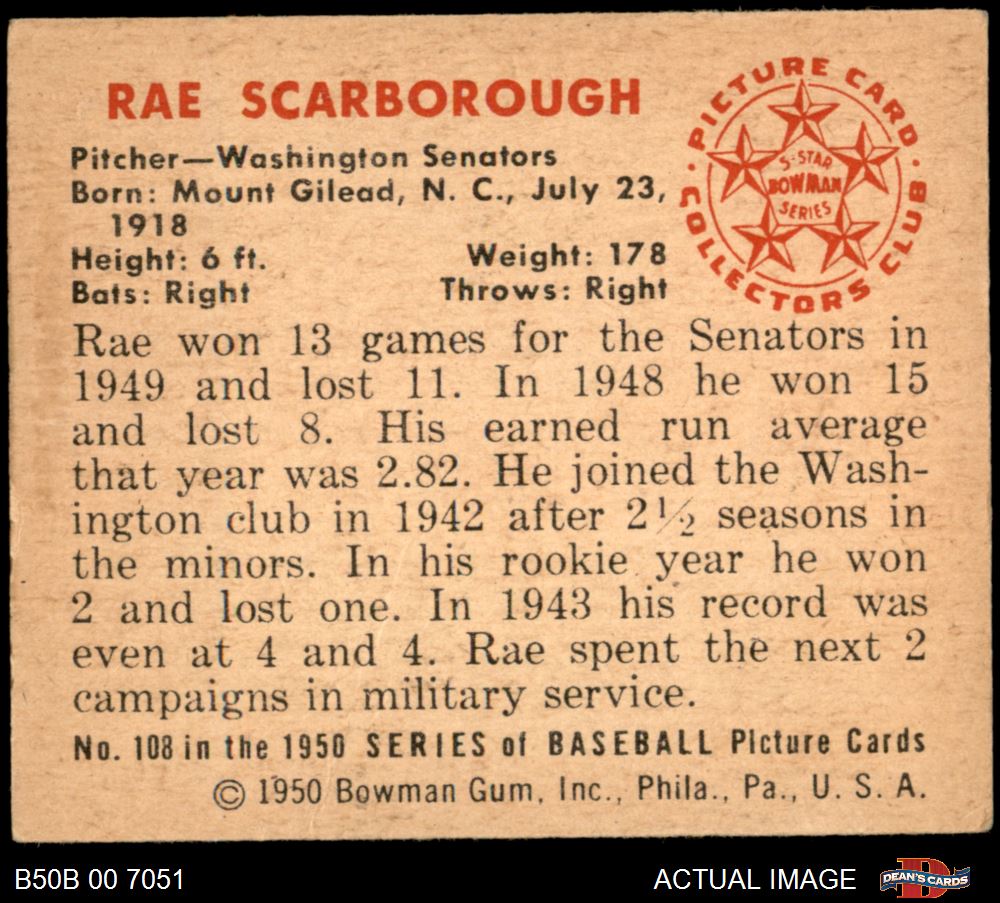 RAE SCARBOROUGH
Pitcher—Washington Senators
Born: Mount Gilead, N. C., July 23,
1918
Height: 6 ft. Weight: 178
Bats: Right Throws: Right
PICTURE CARD
COLLECTORS CLUB
5-STAR
BOWMAN
SERIES
Rae won 13 games for the Senators in
1949 and lost 11. In 1948 he won 15
and lost 8. His earned run average
that year was 2.82. He joined the Wash-
ington club in 1942 after 2½ seasons in
the minors. In his rookie year he won
2 and lost one. In 1943 his record was
even at 4 and 4. Rae spent the next 2
campaigns in military service.
No. 108 in the 1950 SERIES of BASEBALL Picture Cards
© 1950 Bowman Gum, Inc., Phila., Pa., U. S. A.
B50B 00 7051 ACTUAL IMAGE D DEAN'S CARDS